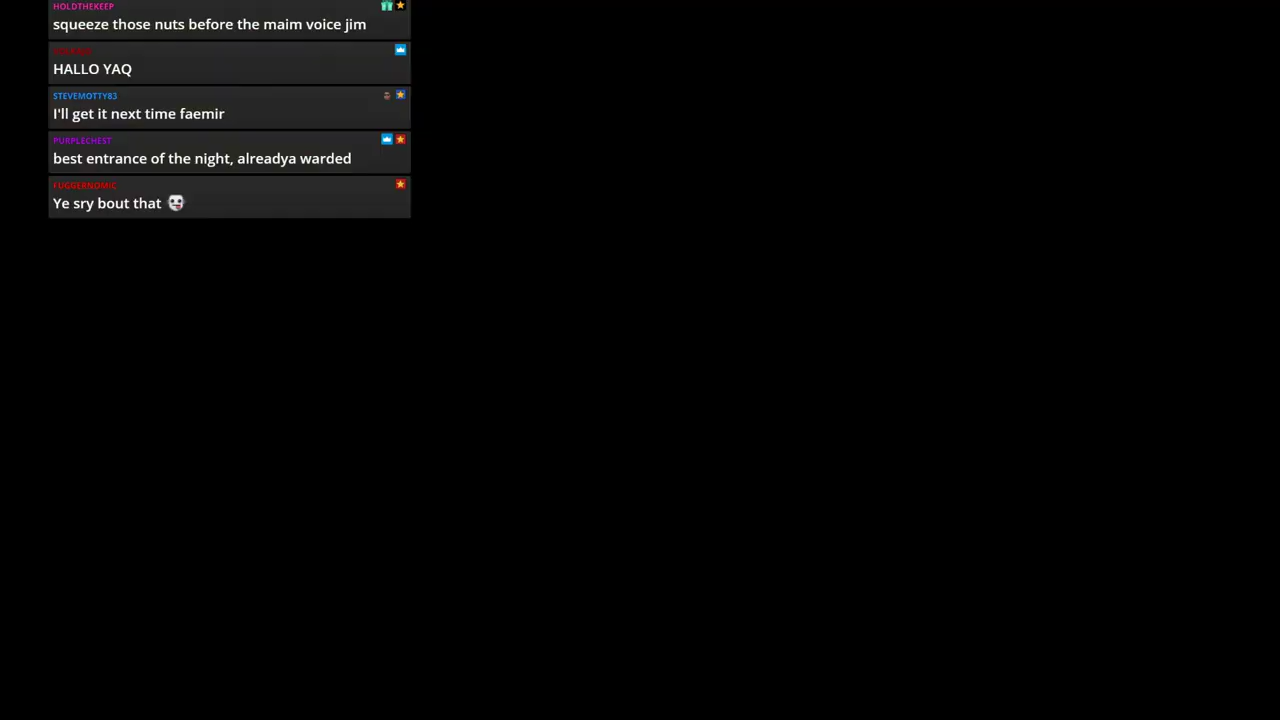 HOLDTHEKEEP
squeeze those nuts before the maim voice jim
HALLO YAQ
STEVEMOTTY83
I'll get it next time faemir
PURPLECHEST
best entrance of the night, alreadya warded
FUGGERNOMIC
Ye sry bout that